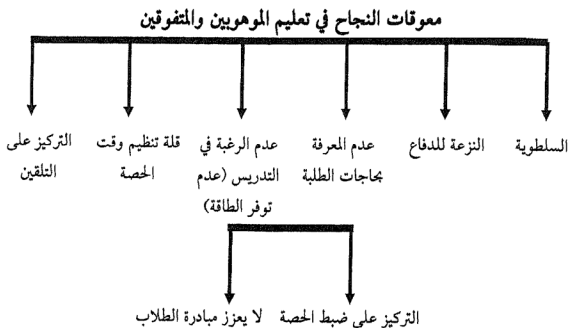 معوقات النجاح في تعليم الموهوبين والمتفوقين
السلطوية
النزعة للدفاع
عدم المعرفة
بحاجات الطلبة
عدم الرغبة في
التدريس (عدم
توفر الطاقة)
قلة تنظيم وقت
الحصة
التركيز على
التلقين
التركيز على ضبط الحصة
لا يعزز مبادرة الطلاب